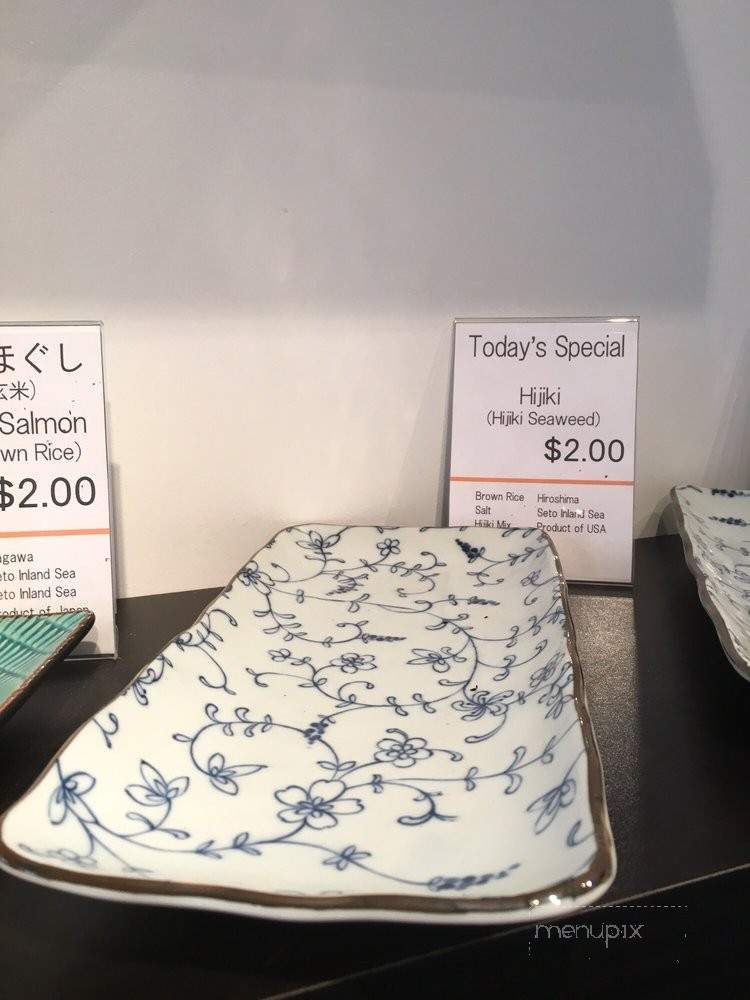 ほぐし
玄米)
Salmon
wn Rice)
$2.00
agawa
eto Inland Sea
eto Inland Sea
roduct of Japan
Today's Special
Hijiki
(Hijiki Seaweed)
$2.00
Brown Rice Hiroshima
Salt Seto Inland Sea
Hijiki Mix Product of USA
menupix